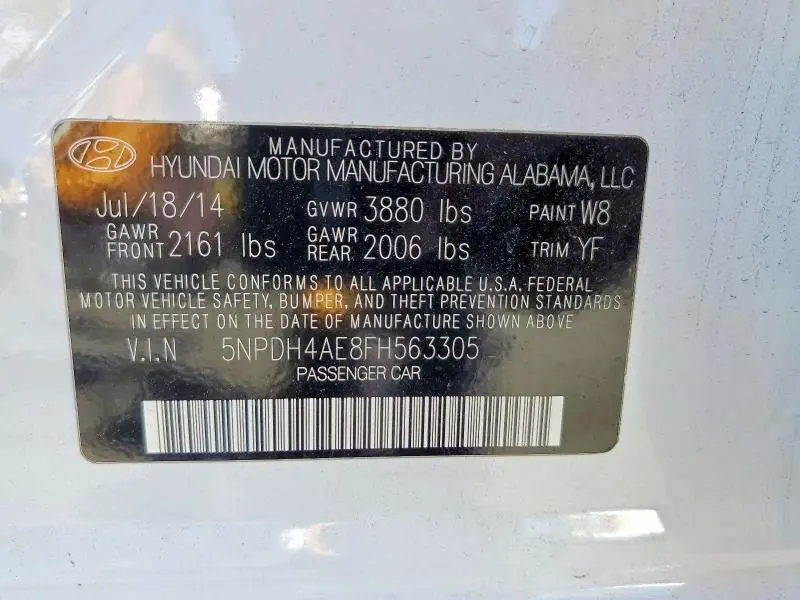 MANUFACTURED BY
HYUNDAI MOTOR MANUFACTURING ALABAMA, LLC
Jul/18/14 GVWR 3880 lbs PAINT W8
GAWR FRONT 2161 lbs GAWR REAR 2006 lbs TRIM YF
THIS VEHICLE CONFORMS TO ALL APPLICABLE U.S.A. FEDERAL
MOTOR VEHICLE SAFETY, BUMPER, AND THEFT PREVENTION STANDARDS
IN EFFECT ON THE DATE OF MANUFACTURE SHOWN ABOVE
V.I.N 5NPDH4AE8FH563305
PASSENGER CAR